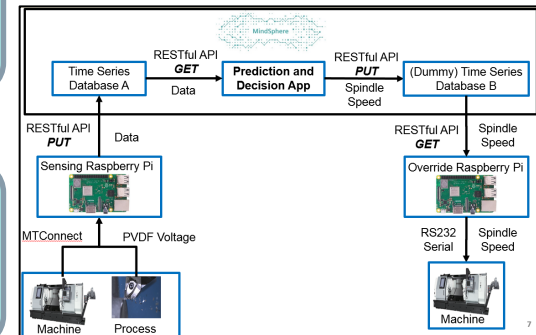 MindSphere
RESTful API
GET
Data
RESTful API
PUT
Spindle
Speed
Time Series
Database A
Prediction and
Decision App
(Dummy) Time Series
Database B
RESTful API
PUT
Data
RESTful API
GET
Spindle
Speed
Sensing Raspberry Pi
Override Raspberry Pi
MTConnect
PVDF Voltage
RS232
Serial
Spindle
Speed
Machine
Process
Machine
7